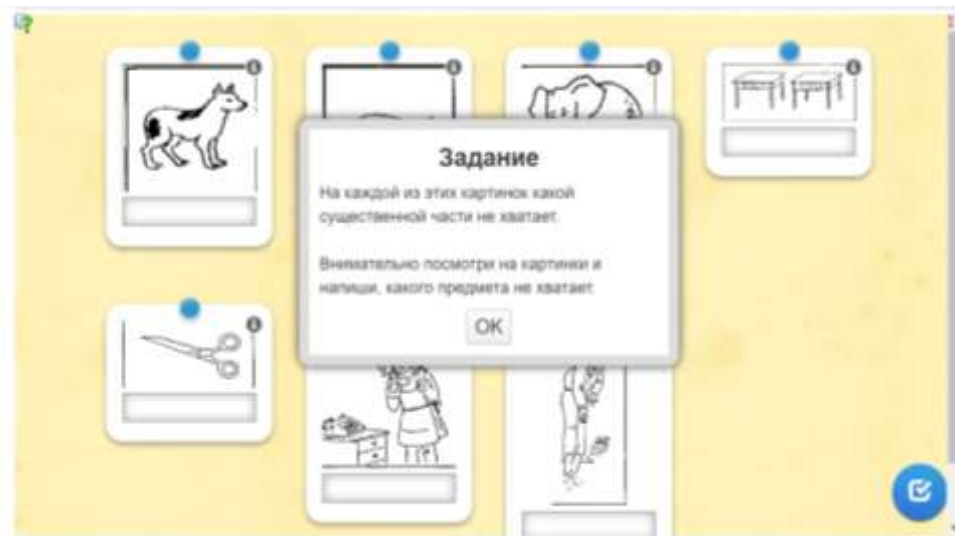 Задание
На каждой из этих картинок какой
существенной части не хватает.
Внимательно посмотри на картинки и
напиши, какого предмета не хватает.
OK